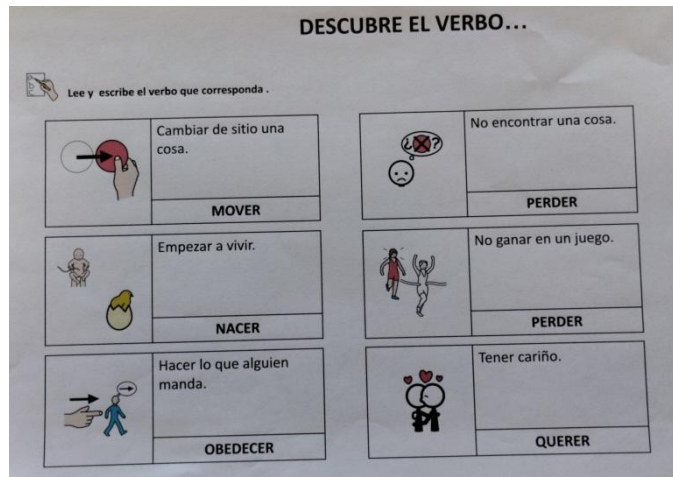 DESCUBRE EL VERBO...
Lee y escribe el verbo que corresponda .
Cambiar de sitio una
cosa.
MOVER
No encontrar una cosa.
¿ ?
PERDER
Empezar a vivir.
NACER
No ganar en un juego.
PERDER
Hacer lo que alguien
manda.
OBEDECER
Tener cariño.
QUERER